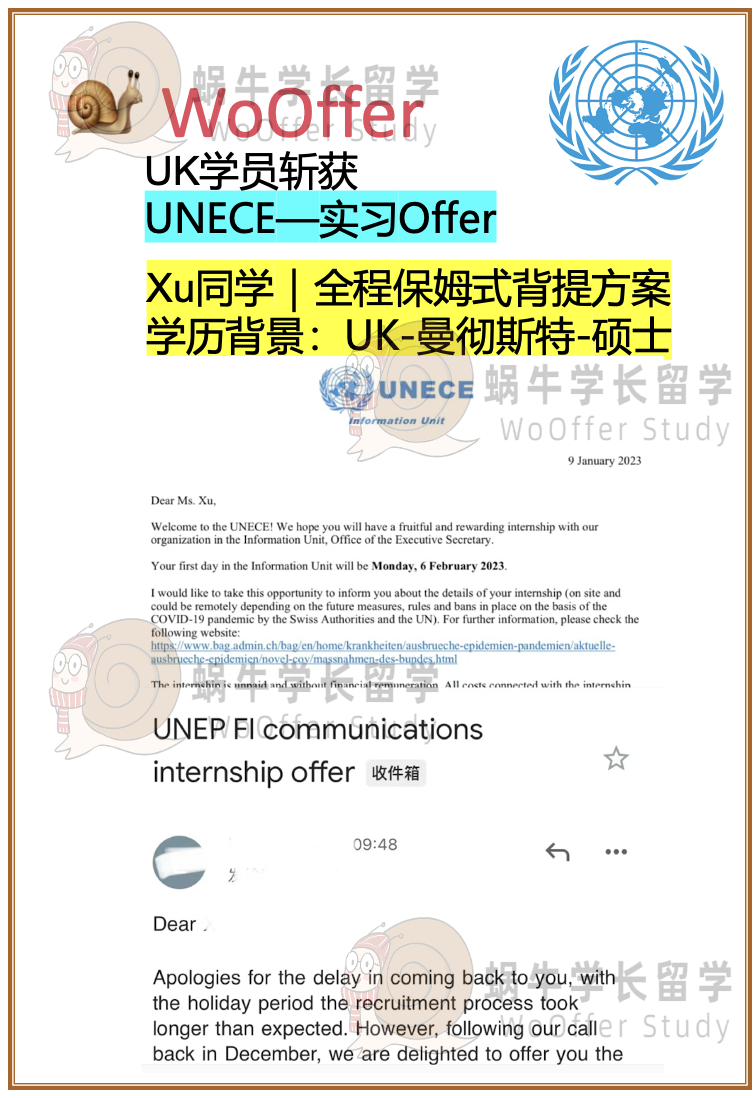 蜗牛学长留学
WoOffer Study
WoOffer
UK学员斩获
UNECE—实习Offer
Xu同学｜全程保姆式背提方案
学历背景：UK-曼彻斯特-硕士
UNECE
Information Unit
蜗牛学长留学
WoOffer Study
9 January 2023
Dear Ms. Xu,
Welcome to the UNECE! We hope you will have a fruitful and rewarding internship with our
organization in the Information Unit, Office of the Executive Secretary.
Your first day in the Information Unit will be Monday, 6 February 2023.
I would like to take this opportunity to inform you about the details of your internship (on site and
could be remotely depending on the future measures, rules and bans in place on the basis of the
COVID-19 pandemic by the Swiss Authorities and the UN). For further information, please check the
following website:
https://www.bag.admin.ch/bag/en/home/krankheiten/ausbrueche-epidemien-pandemien/aktuelle-
ausbrueche-epidemien/novel-cov/massnahmen-des-bundes.html
The internship is unpaid and without financial remuneration. All costs connected with the internship
蜗牛学长留学
WoOffer Study
UNEP FI communications
internship offer 收件箱
09:48
Dear
Apologies for the delay in coming back to you, with
the holiday period the recruitment process took
longer than expected. However, following our call
back in December, we are delighted to offer you the
蜗牛学长留学
WoOffer Study